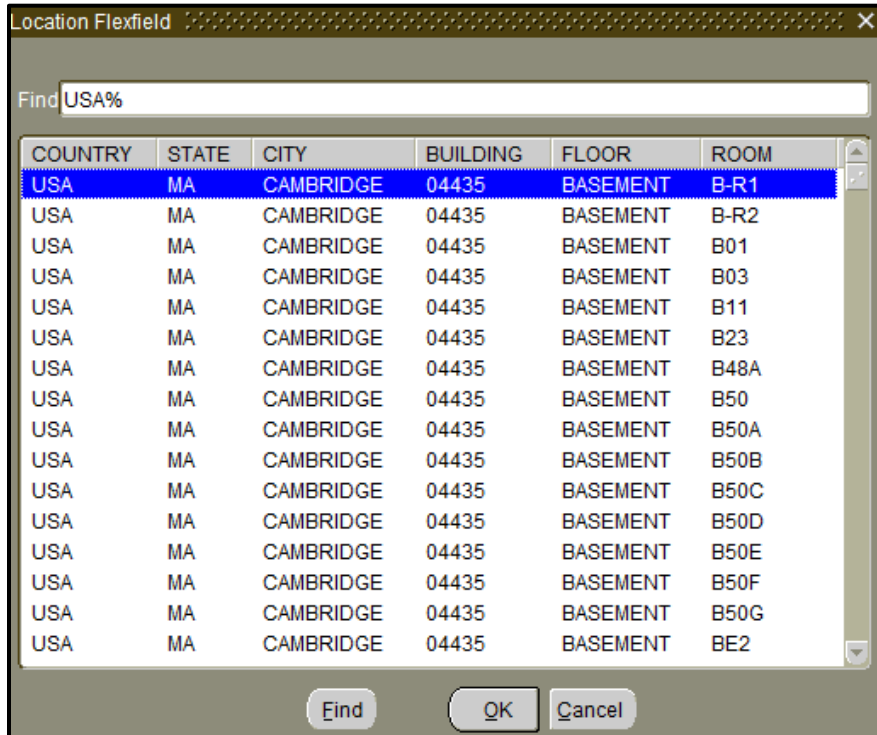 Location Flexfield
Find USA%
COUNTRY STATE CITY BUILDING FLOOR ROOM
USA MA CAMBRIDGE 04435 BASEMENT B-R1
USA MA CAMBRIDGE 04435 BASEMENT B-R2
USA MA CAMBRIDGE 04435 BASEMENT B01
USA MA CAMBRIDGE 04435 BASEMENT B03
USA MA CAMBRIDGE 04435 BASEMENT B11
USA MA CAMBRIDGE 04435 BASEMENT B23
USA MA CAMBRIDGE 04435 BASEMENT B48A
USA MA CAMBRIDGE 04435 BASEMENT B50
USA MA CAMBRIDGE 04435 BASEMENT B50A
USA MA CAMBRIDGE 04435 BASEMENT B50B
USA MA CAMBRIDGE 04435 BASEMENT B50C
USA MA CAMBRIDGE 04435 BASEMENT B50D
USA MA CAMBRIDGE 04435 BASEMENT B50E
USA MA CAMBRIDGE 04435 BASEMENT B50F
USA MA CAMBRIDGE 04435 BASEMENT B50G
USA MA CAMBRIDGE 04435 BASEMENT BE2
Find OK Cancel